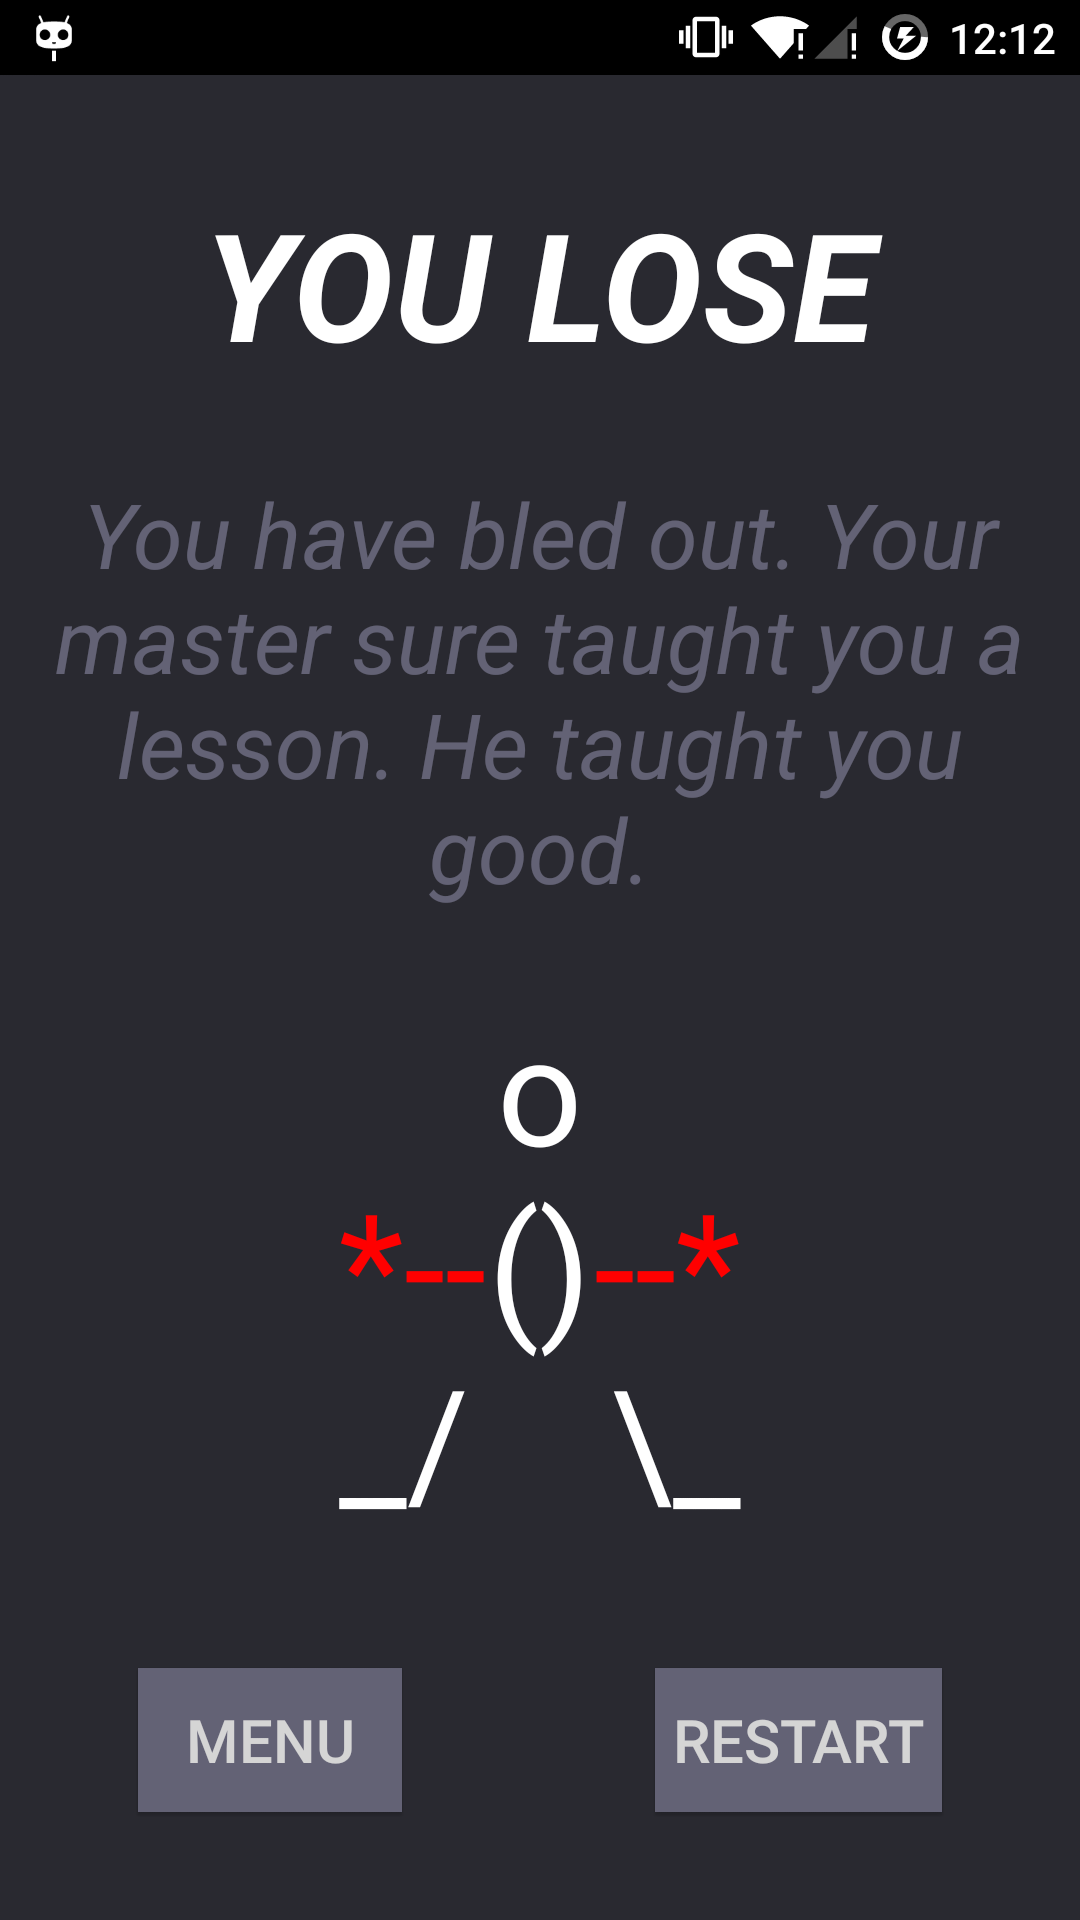 12:12
YOU LOSE
You have bled out. Your
master sure taught you a
lesson. He taught you
good.
O
*--()--*
_/ \_
MENU RESTART